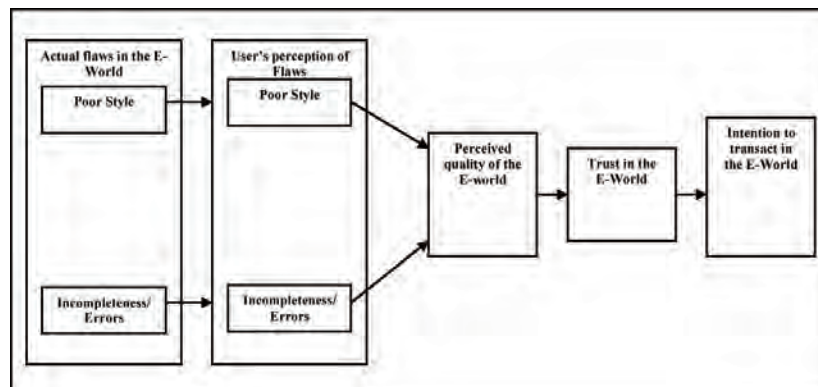 Actual flaws in the E-
World
Poor Style
Incompleteness/
Errors
User's perception of
Flaws
Poor Style
Incompleteness/
Errors
Perceived
quality of the
E-world
Trust in the
E-World
Intention to
transact in
the E-World